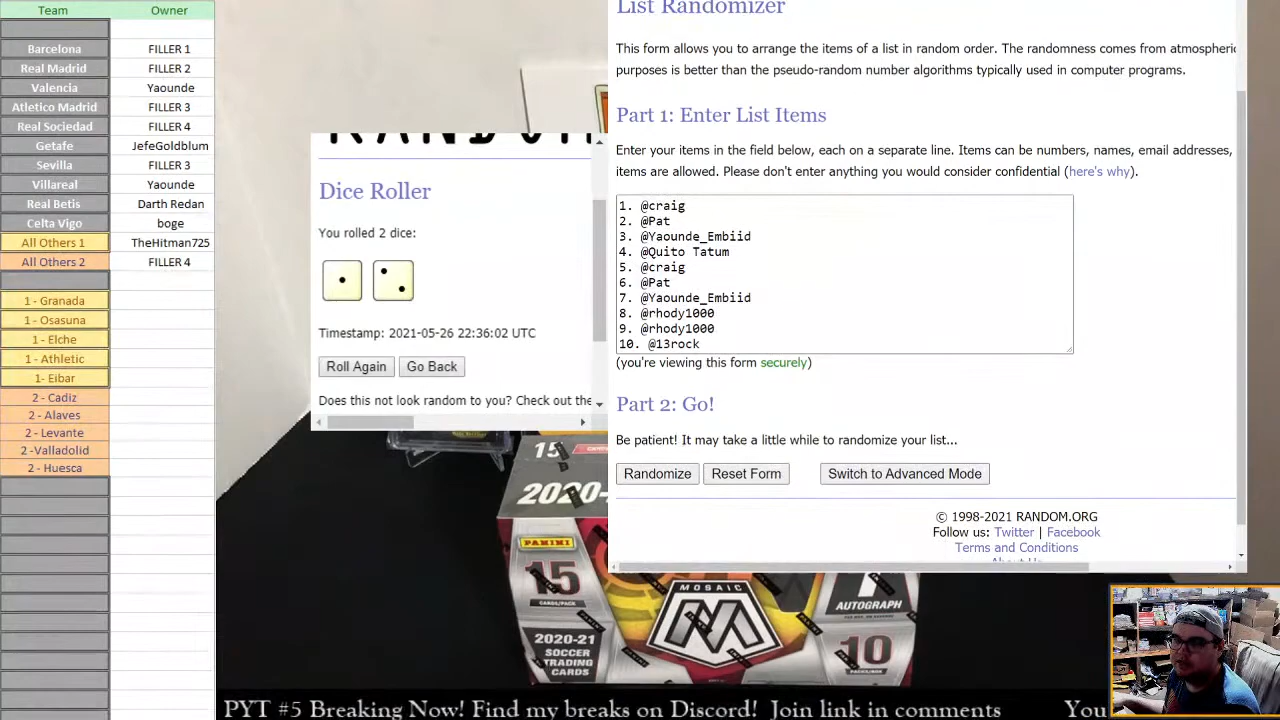 Team Owner
Barcelona FILLER 1
Real Madrid FILLER 2
Valencia Yaounde
Atletico Madrid FILLER 3
Real Sociedad FILLER 4
Getafe JefeGoldblum
Sevilla FILLER 3
Villareal Yaounde
Real Betis Darth Redan
Celta Vigo boge
All Others 1 TheHitman725
All Others 2 FILLER 4
1 - Granada
1 - Osasuna
1 - Elche
1 - Athletic
1- Eibar
2 - Cadiz
2 - Alaves
2 - Levante
2 -Valladolid
2 - Huesca
Dice Roller
You rolled 2 dice:
Timestamp: 2021-05-26 22:36:02 UTC
Roll Again Go Back
Does this not look random to you? Check out the
List Randomizer
This form allows you to arrange the items of a list in random order. The randomness comes from atmospheric
purposes is better than the pseudo-random number algorithms typically used in computer programs.
Part 1: Enter List Items
Enter your items in the field below, each on a separate line. Items can be numbers, names, email addresses,
items are allowed. Please don't enter anything you would consider confidential (here's why).
1. @craig
2. @Pat
3. @Yaounde_Embiid
4. @Quito Tatum
5. @craig
6. @Pat
7. @Yaounde_Embiid
8. @rhody1000
9. @rhody1000
10. @13rock
(you're viewing this form securely)
Part 2: Go!
Be patient! It may take a little while to randomize your list...
Randomize Reset Form Switch to Advanced Mode
© 1998-2021 RANDOM.ORG
Follow us: Twitter | Facebook
Terms and Conditions
15
2020-
PANINI
15
CARDS/PACK
2020-21
SOCCER
TRADING
CARDS
MOSAIC
M
1
AUTOGRAPH
10
PACKS/BOX
PYT #5 Breaking Now! Find my breaks on Discord! Join link in comments You